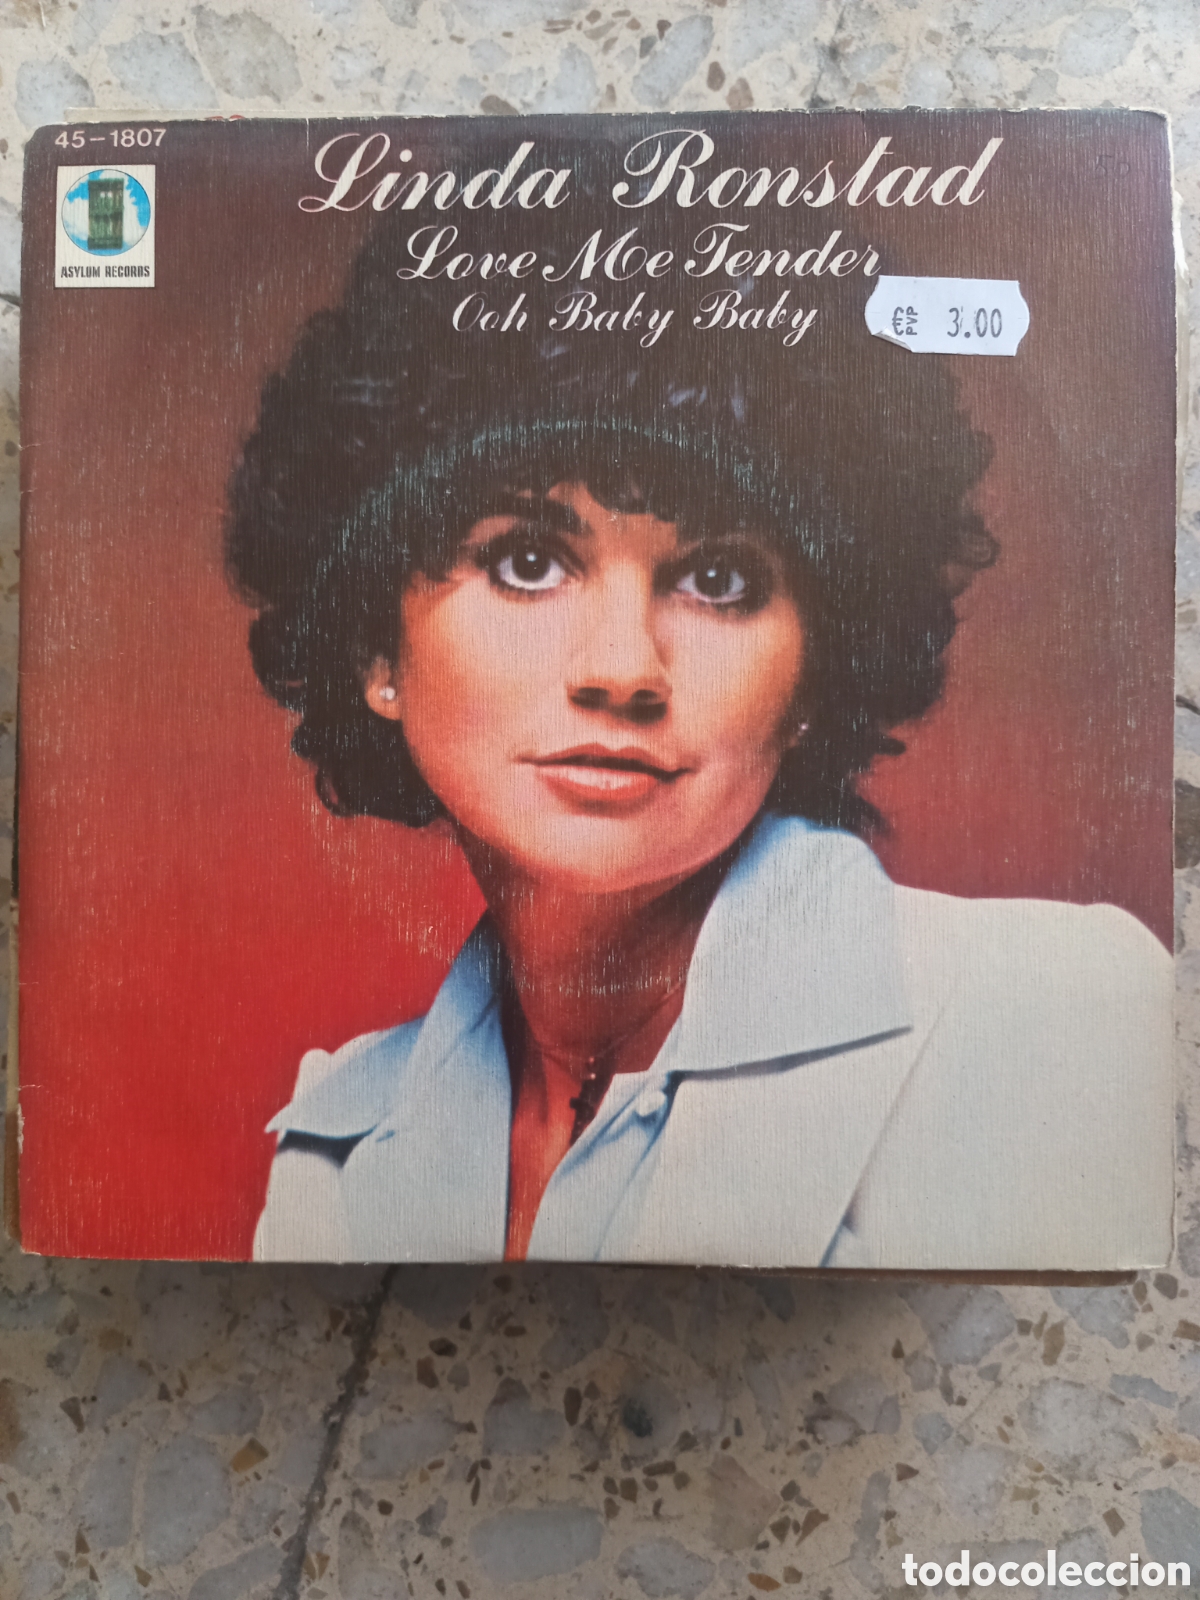 45-1807
Linda Ronstad
Love Me Tender
Ooh Baby Baby
ASYLUM RECORDS
€ PVP 3.00
todocoleccion